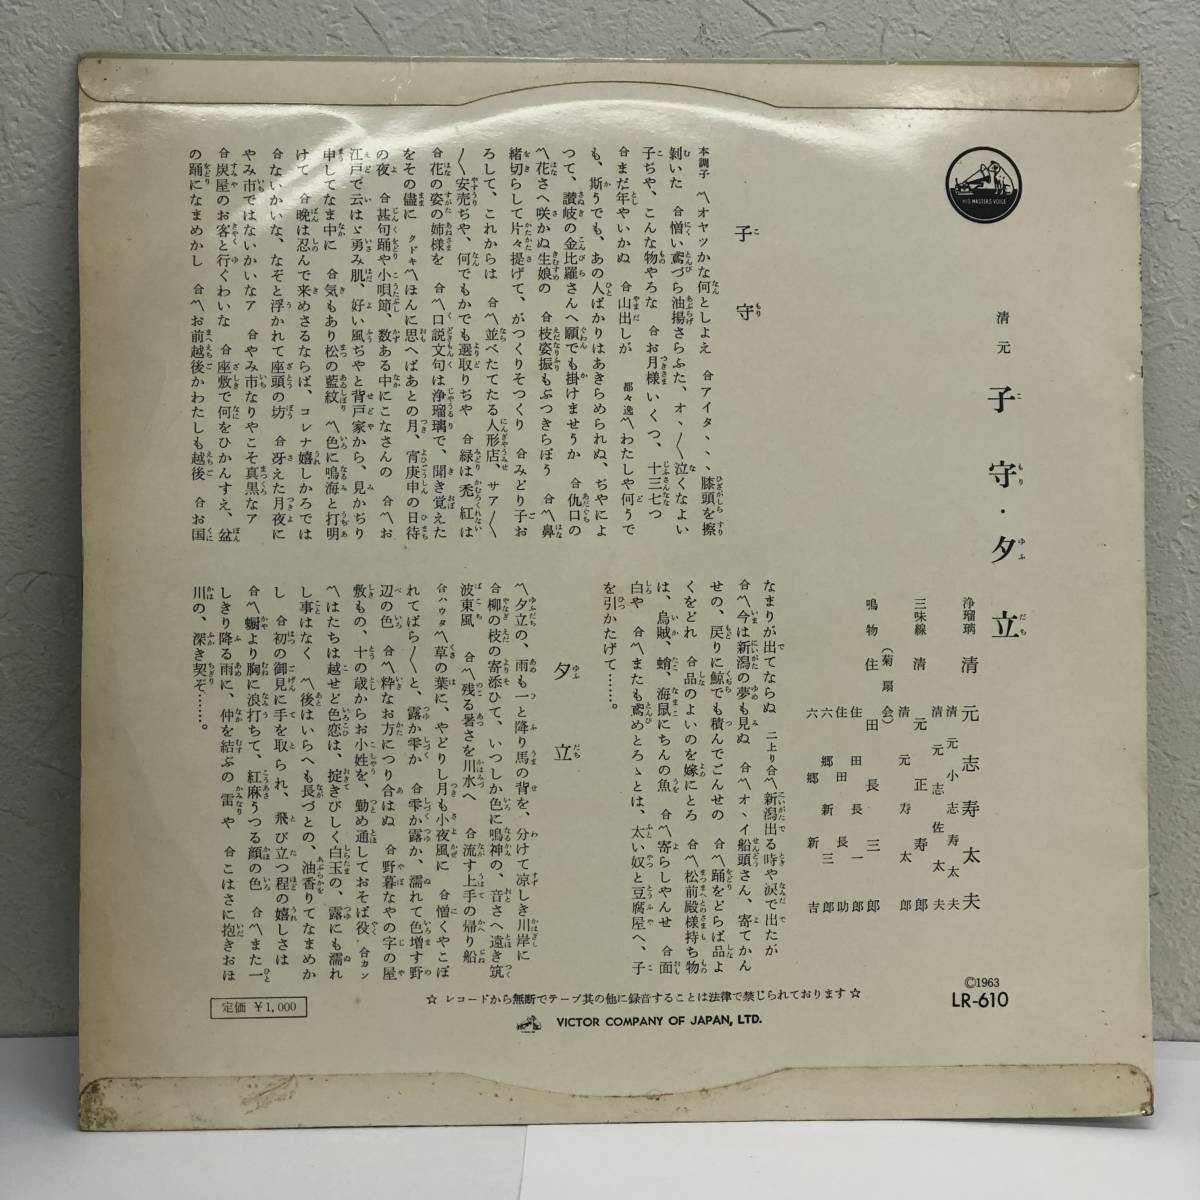 HIS MASTER'S VOICE
清元 子守・夕立
浄瑠璃 清元志寿太夫
清元小志寿太夫
清元志佐太夫
三味線 清元正寿郎
清元寿太郎
鳴物 (菊扇会)
住田長三郎
住田長一郎
住田長助
六郷新三郎
六郷新吉
子守
本調子 〽オヤツかな何としよえ 合アイタ、、、膝頭を擦
剝いた 合憎い鳶づら油揚さらふた、オ、〳〵泣くなよい
子ぢや、こんな物やろな 合お月様いくつ、十三七つ
合まだ年やいかぬ 合山出しが 都々逸〽わたしや何うで
も、斯うでも、あの人ばかりはあきらめられぬ、ぢやによ
つて、讃岐の金比羅さんへ願でも掛けませうか 合仇口の
〽花さへ咲かぬ生娘の 合枝姿振もぶつきらぼう 合〽鼻
緒切らして片々提げて、がつくりそつくり 合みどり子お
ろして、これからは 合〽並べたてたる人形店、サア〳〵
〳〵安売ぢや、何でもかでも選取りぢや 合緑は禿 紅は
合花の姿の姉様を 合〽口説文句は浄瑠璃で、聞き覚えた
をその儘に クドキ〽ほんに思へばあとの月、宵庚申の日待
の夜 合甚句踊や小唄節、数ある中にこなさんの 合〽お
江戸で云はゞ勇み肌、好い風ぢやと背戸家から、見かぢり
申してなま中に 合気もあり松の藍絞 〽色に鳴海と打明
けて 合晩は忍んで来めさるならば、コレナ嬉しかろでは
合ないかいな、なぞと浮かれて座頭の坊 合冴えた月夜に
やみ市ではないかいなア 合やみ市なりやこそ真黒なア
合炭屋のお客と行くわいな 合座敷で何をひかんすえ、盆
の踊になまめかし 合〽お前越後かわたしも越後 合お国
なまりが出てならぬ 二上り合〽新潟出る時や涙で出たが
合〽今は新潟の夢も見ぬ 合〽オ、イ船頭さん、寄てかん
せの、戻りに鯨でも積んでごんせの 合〽踊をどらば品よ
くをどれ 合品のよいのを嫁にとろ 合〽松前殿様持ち物
は、烏賊、蛸、海鼠にちんの魚 合〽寄らしやんせ 合面
白や 合〽またも鳶めとろゝとは、太い奴と豆腐屋へ、子
を引かたげて……。
夕立
〽夕立の、雨も一と降り馬の背を、分けて凉しき川岸に
合柳の枝の寄添ひて、いつしか色に鳴神の、音さへ遠き筑
波東風 合〽残る暑さを川水へ 合流す上手の帰り船
合ハウタ〽草の葉に、やどりし月も小夜風に 合憎くやこぼ
れてばら〳〵と、露か雫か 合雫か露か、濡れて色増す野
辺の色 合〽粋なお方につり合はぬ 合野暮なやの字の屋
敷もの、十の歳からお小姓を、勤め通しておそば役、合カン
〽はたちは越せど色恋は、掟きびしく白玉の、露にも濡れ
し事はなく 〽後はいらへも長づとの、油香りてなまめか
し 合初の御見に手を取られ、飛び立つ程の嬉しさは
合〽蝴より胸に浪打ちて、紅麻うつる顔の色 合〽また一
しきり降る雨に、仲を結ぶの雷や 合こはさに抱きおほ
川の、深き契ぞ……。
定価 ¥1,000
☆ レコードから無断でテープ其の他に録音することは法律で禁じられております ☆
VICTOR COMPANY OF JAPAN, LTD.
©1963
LR-610